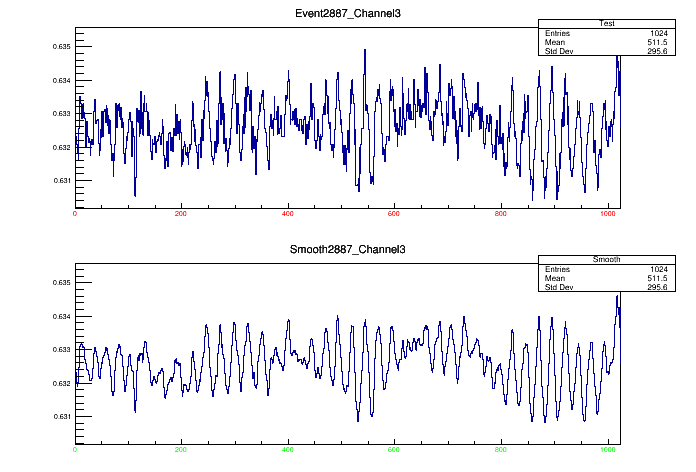 Event2887_Channel3
Test
Entries 1024
Mean 511.5
Std Dev 295.6
0.635
0.634
0.633
0.632
0.631
0 200 400 600 800 1000
Smooth2887_Channel3
Smooth
Entries 1024
Mean 511.5
Std Dev 295.6
0.635
0.634
0.633
0.632
0.631
0 200 400 600 800 1000